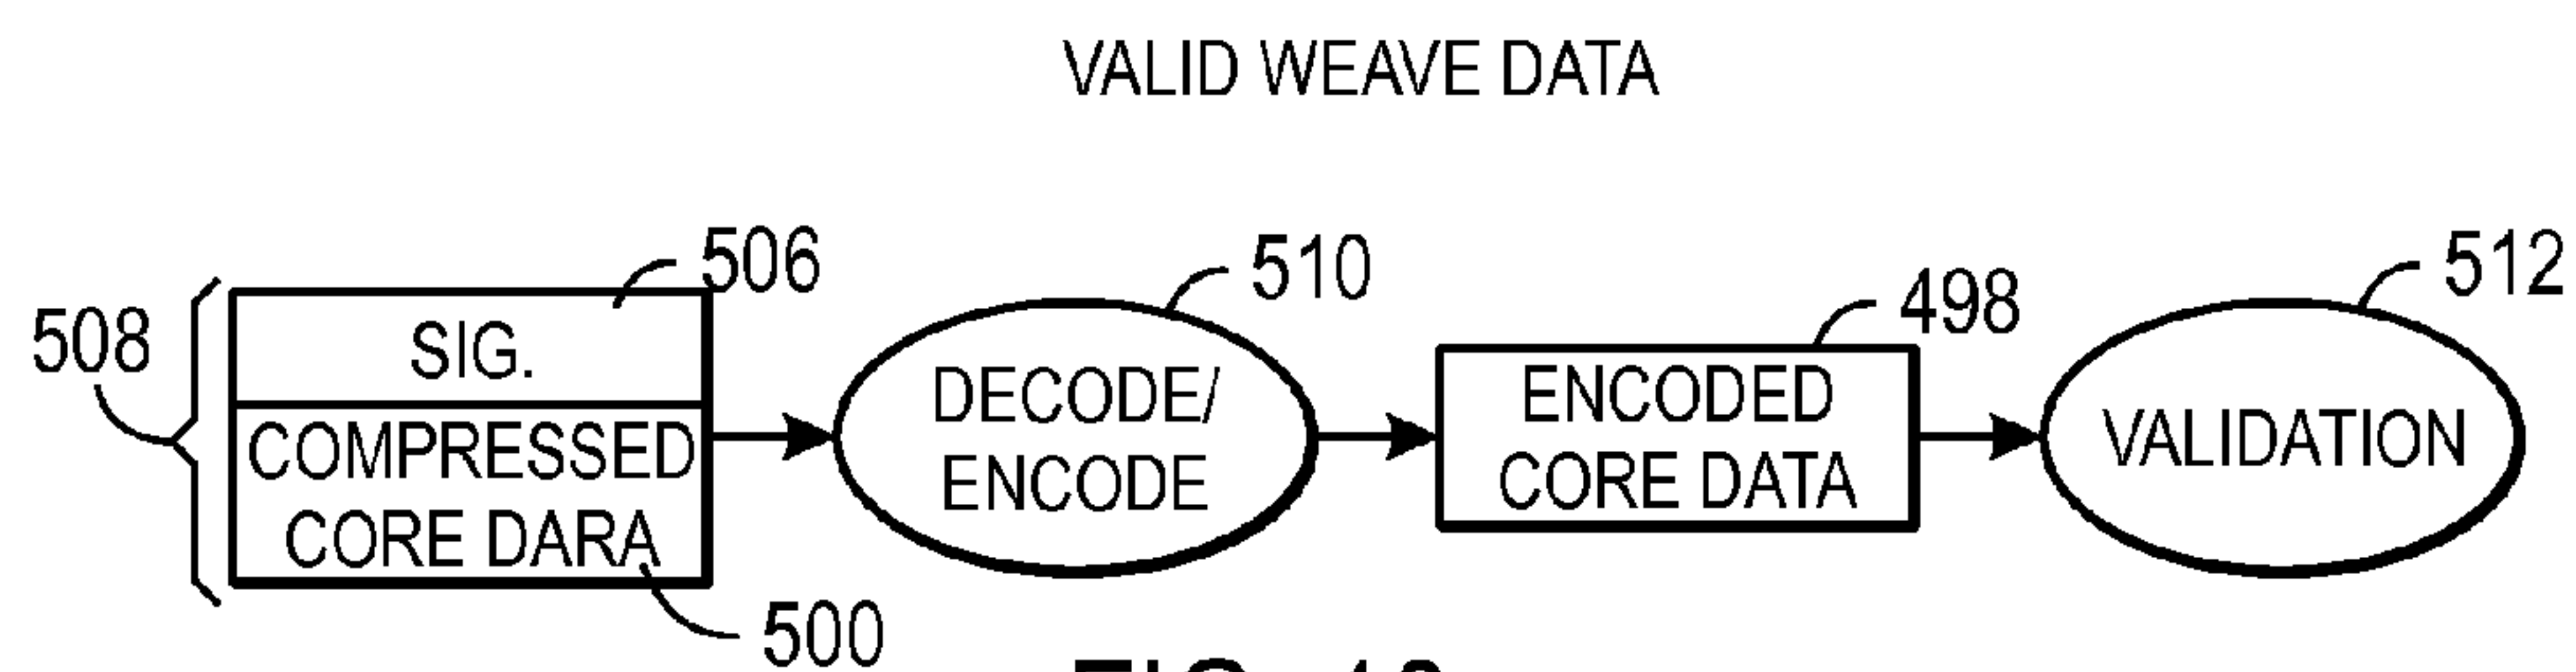 VALID WEAVE DATA
506
510
512
498
508
SIG.
DECODE/
ENCODE
ENCODED
CORE DATA
VALIDATION
COMPRESSED
CORE DARA
500